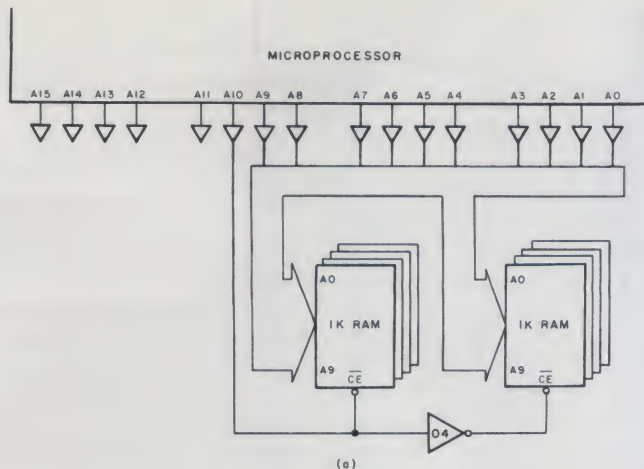 MICROPROCESSOR
A15 A14 A13 A12 A11 A10 A9 A8 A7 A6 A5 A4 A3 A2 A1 A0
A0 A0
1K RAM 1K RAM
A9 CE A9 CE
04
(a)